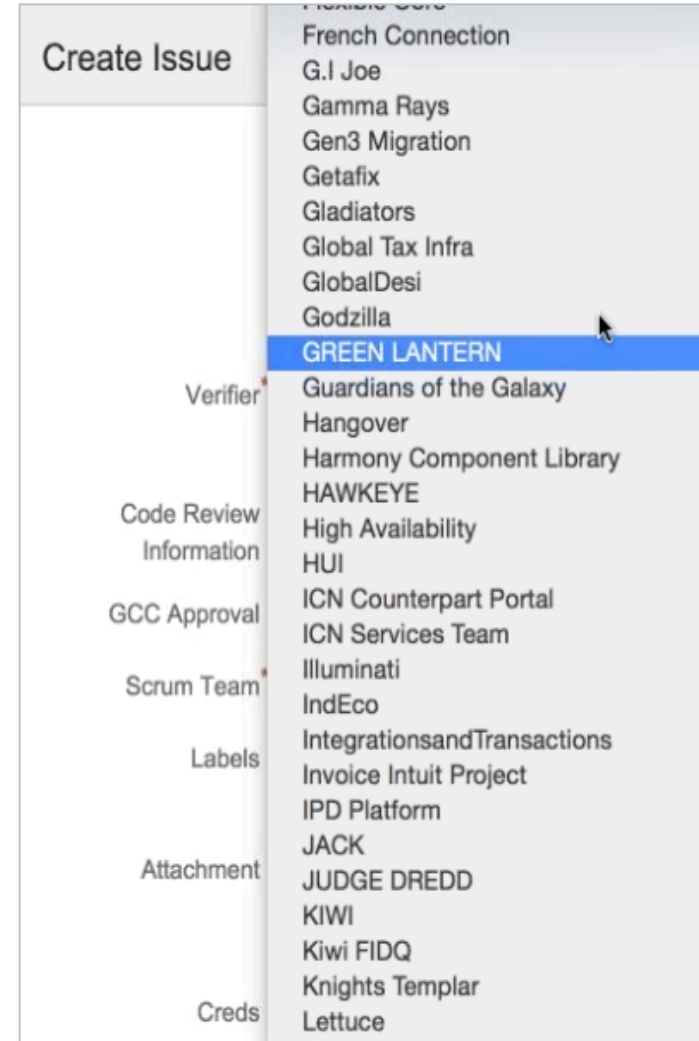 Create Issue
French Connection
G.I Joe
Gamma Rays
Gen3 Migration
Getafix
Gladiators
Global Tax Infra
GlobalDesi
Godzilla
GREEN LANTERN
Guardians of the Galaxy
Hangover
Harmony Component Library
HAWKEYE
High Availability
HUI
ICN Counterpart Portal
ICN Services Team
Illuminati
IndEco
IntegrationsandTransactions
Invoice Intuit Project
IPD Platform
JACK
JUDGE DREDD
KIWI
Kiwi FIDQ
Knights Templar
Lettuce
Verifier*
Code Review
Information
GCC Approval
Scrum Team*
Labels
Attachment
Creds